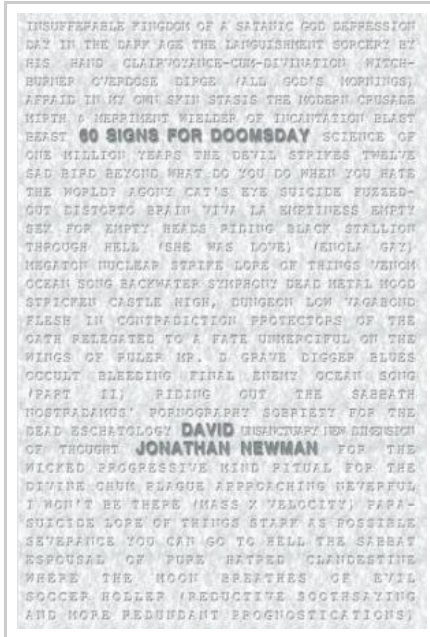 INSUFFERABLE KINGDOM OF A SATANIC GOD DEPRESSION
DAY IN THE DARK AGE THE LANGUISHMENT SORCERY BY
HIS HAND CLAIRVOYANCE-CUM-DIVINATION WITCH-
BURNER OVERDOSE DIRGE (ALL GOD'S MORNINGS)
AFRAID IN MY OWN SKIN STASIS THE MODERN CRUSADE
MIRTH & MERRIMENT WIELDER OF INCANTATION BLAST
BEAST 60 SIGNS FOR DOOMSDAY SCIENCE OF
ONE MILLION YEARS THE DEVIL STRIKES TWELVE
SAD BIRD BEYOND WHAT DO YOU DO WHEN YOU HATE
THE WORLD? AGONY CAT'S EYE SUICIDE FUZZED-
OUT DISTORTO BRAIN VIVA LA EMPTINESS EMPTY
SEX FOR EMPTY HEADS RIDING BLACK STALLION
THROUGH HELL (SHE WAS LOVE) (ENOLA GAY)
MEGATON NUCLEAR STRIKE LORE OF THINGS VENOM
OCEAN SONG BACKWATER SYMPHONY DEAD METAL MOOD
STRICKEN CASTLE HIGH, DUNGEON LOW VAGABOND
FLESH IN CONTRADICTION PROTECTORS OF THE
OATH RELEGATED TO A FATE UNMERCIFUL ON THE
WINGS OF RULER MR. D GRAVE DIGGER BLUES
OCCULT BLEEDING FINAL ENEMY OCEAN SONG
(PART II) RIDING OUT THE SABBATH
NOSTRADAMUS' PORNOGRAPHY SOBRIETY FOR THE
DEAD ESCHATOLOGY DAVID UNSANCTUARY NEW DIMENSION
OF THOUGHT JONATHAN NEWMAN FOR THE
WICKED PROGRESSIVE MIND RITUAL FOR THE
DIVINE CHUM PLAGUE APPROACHING NEVERFUL
I WON'T BE THERE (MASS X VELOCITY) PARA-
SUICIDE LORE OF THINGS STARK AS POSSIBLE
SEVERANCE YOU CAN GO TO HELL THE SABBAT
ESPOUSAL OF PURE HATRED CLANDESTINE
WHERE THE MOON BREATHES OF EVIL
SOCCER HOLLER (REDUCTIVE SOOTHSAYING
AND MORE REDUNDANT PROGNOSTICATIONS)